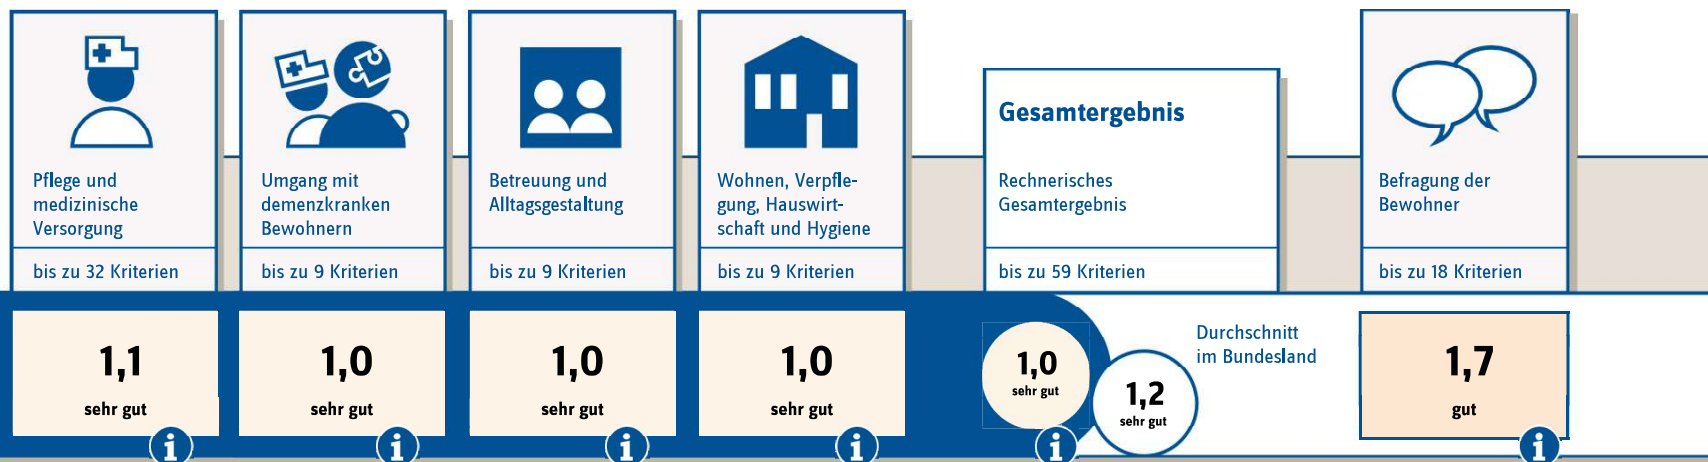 Pflege und
medizinische
Versorgung
bis zu 32 Kriterien
1,1
sehr gut
i
Umgang mit
demenzkranken
Bewohnern
bis zu 9 Kriterien
1,0
sehr gut
i
Betreuung und
Alltagsgestaltung
bis zu 9 Kriterien
1,0
sehr gut
i
Wohnen, Verpfle-
gung, Hauswirt-
schaft und Hygiene
bis zu 9 Kriterien
1,0
sehr gut
i
Gesamtergebnis
Rechnerisches
Gesamtergebnis
bis zu 59 Kriterien
1,0
sehr gut
i
Durchschnitt
im Bundesland
1,2
sehr gut
Befragung der
Bewohner
bis zu 18 Kriterien
1,7
gut
i